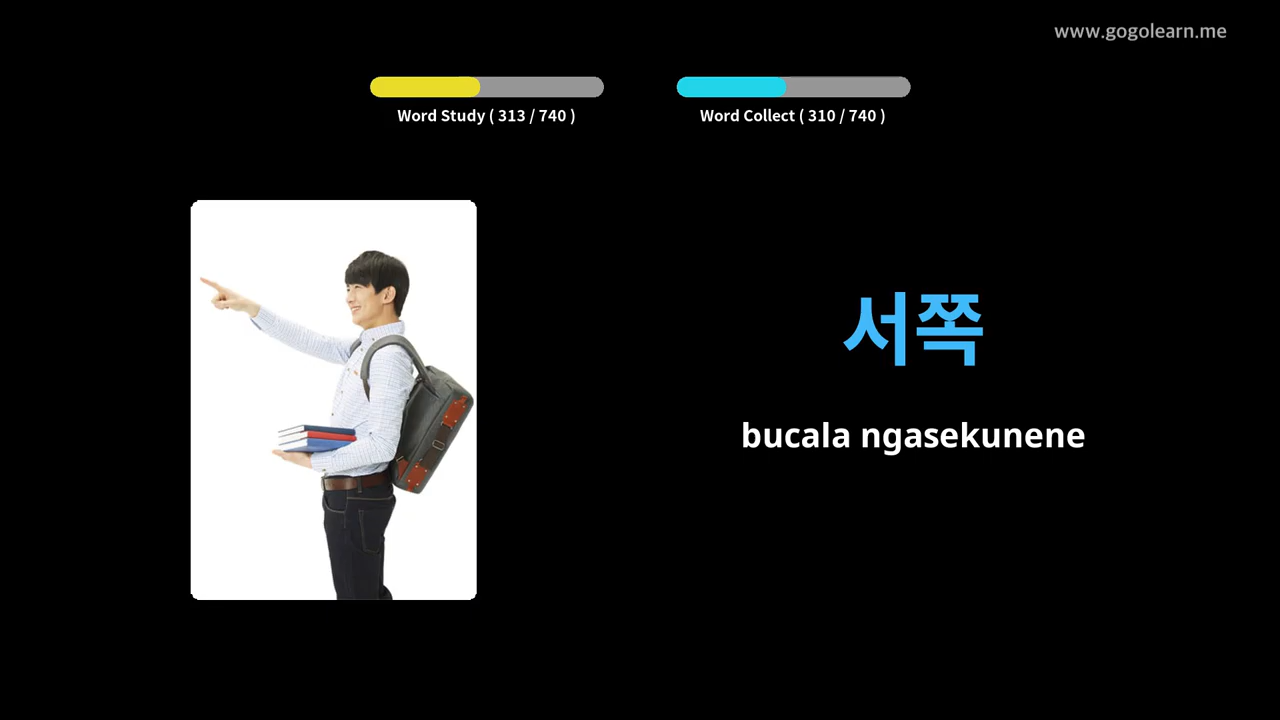 www.gogolearn.me
Word Study ( 313 / 740 )
Word Collect ( 310 / 740 )
서쪽
bucala ngasekunene